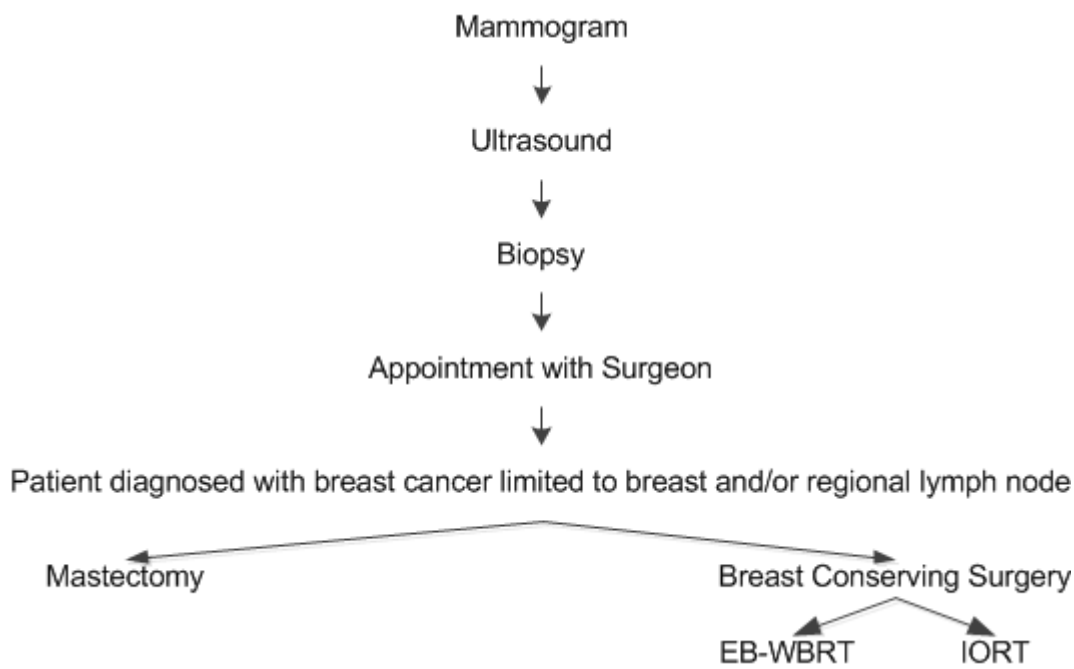 Mammogram
Ultrasound
Biopsy
Appointment with Surgeon
Patient diagnosed with breast cancer limited to breast and/or regional lymph node
Mastectomy
Breast Conserving Surgery
EB-WBRT
IORT